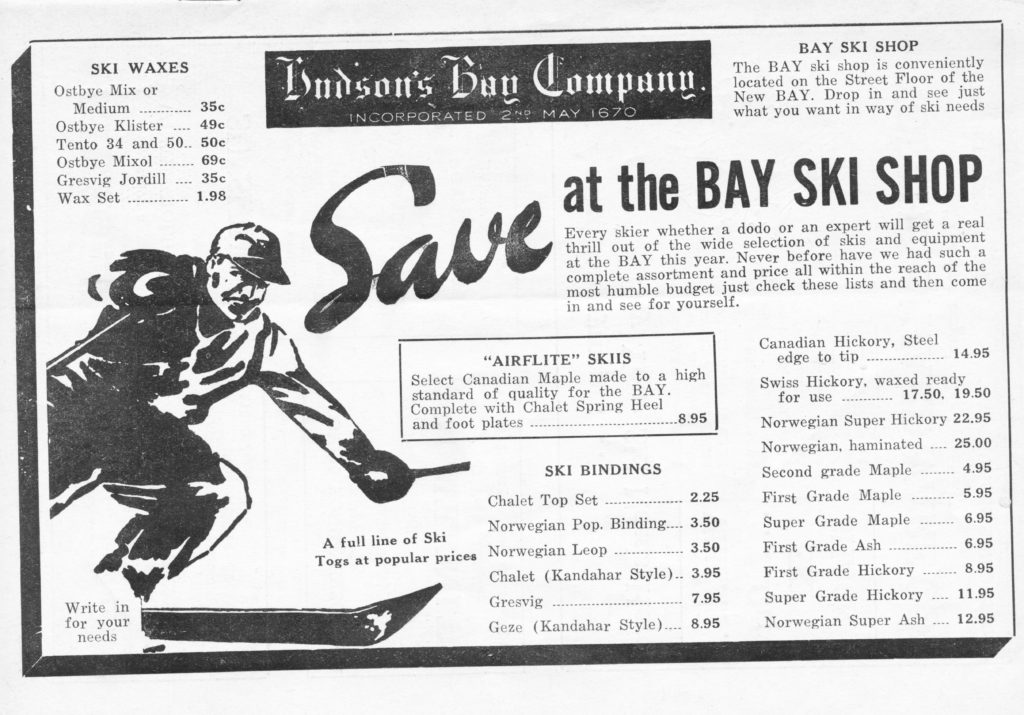 SKI WAXES
Ostbye Mix or
Medium ............ 35c
Ostbye Klister .... 49c
Tento 34 and 50.. 50c
Ostbye Mixol ........ 69c
Gresvig Jordill .... 35c
Wax Set .............. 1.98
Hudson's Bay Company.
INCORPORATED 2ND MAY 1670
BAY SKI SHOP
The BAY ski shop is conveniently
located on the Street Floor of the
New BAY. Drop in and see just
what you want in way of ski needs
Save
at the BAY SKI SHOP
Every skier whether a dodo or an expert will get a real
thrill out of the wide selection of skis and equipment
at the BAY this year. Never before have we had such a
complete assortment and price all within the reach of the
most humble budget just check these lists and then come
in and see for yourself.
"AIRFLITE" SKIIS
Select Canadian Maple made to a high
standard of quality for the BAY.
Complete with Chalet Spring Heel
and foot plates ..................................8.95
SKI BINDINGS
Chalet Top Set .................. 2.25
Norwegian Pop. Binding.... 3.50
Norwegian Leop ................ 3.50
Chalet (Kandahar Style).. 3.95
Gresvig .............................. 7.95
Geze (Kandahar Style).... 8.95
Canadian Hickory, Steel
edge to tip .................. 14.95
Swiss Hickory, waxed ready
for use ............ 17.50, 19.50
Norwegian Super Hickory 22.95
Norwegian, haminated .... 25.00
Second grade Maple ........ 4.95
First Grade Maple .......... 5.95
Super Grade Maple ........ 6.95
First Grade Ash .............. 6.95
First Grade Hickory ........ 8.95
Super Grade Hickory .... 11.95
Norwegian Super Ash .... 12.95
A full line of Ski
Togs at popular prices
Write in
for your
needs